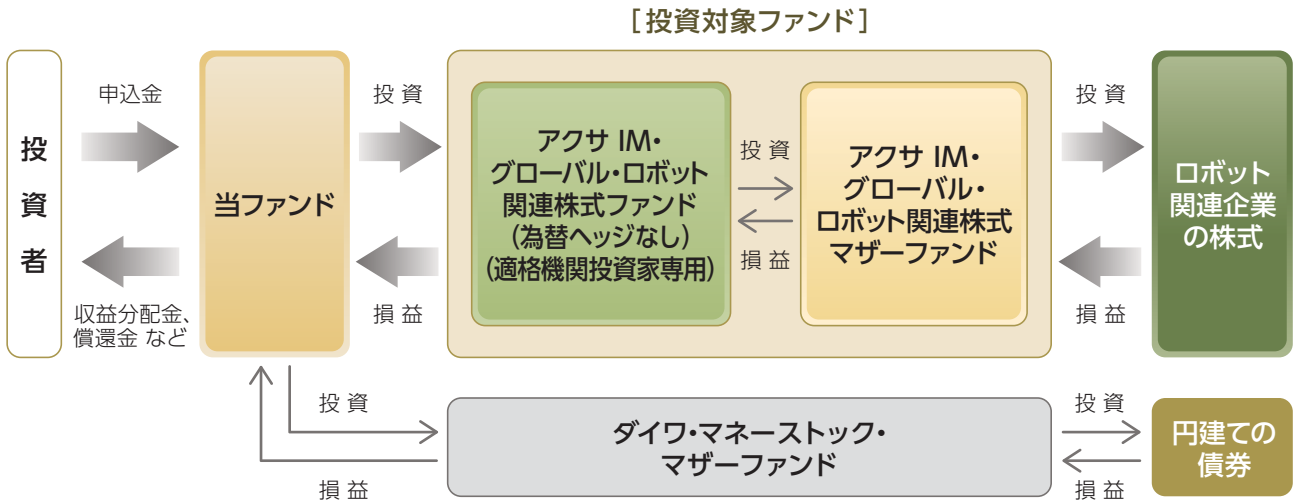 [投資対象ファンド]
投資者
申込金
収益分配金、
償還金 など
当ファンド
投 資
損 益
アクサ IM・
グローバル・ロボット
関連株式ファンド
(為替ヘッジなし)
(適格機関投資家専用)
投 資
損 益
アクサ IM・
グローバル・
ロボット関連株式
マザーファンド
投 資
損 益
ロボット
関連企業
の株式
投 資
損 益
ダイワ・マネーストック・
マザーファンド
投 資
損 益
円建ての
債券